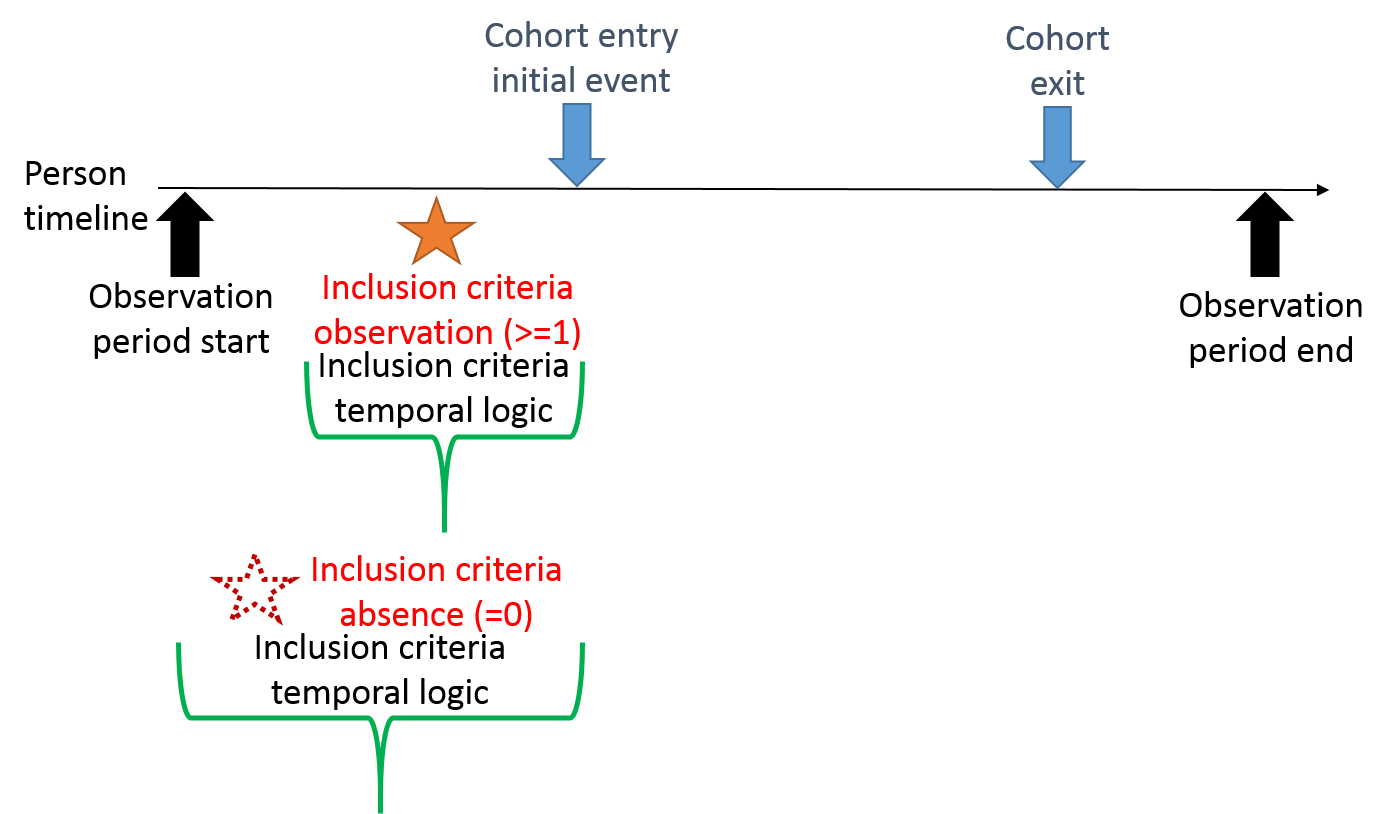 Cohort entry
initial event
Cohort
exit
Person
timeline
Observation
period start
Inclusion criteria
observation (>=1)
Inclusion criteria
temporal logic
Observation
period end
Inclusion criteria
absence (=0)
Inclusion criteria
temporal logic